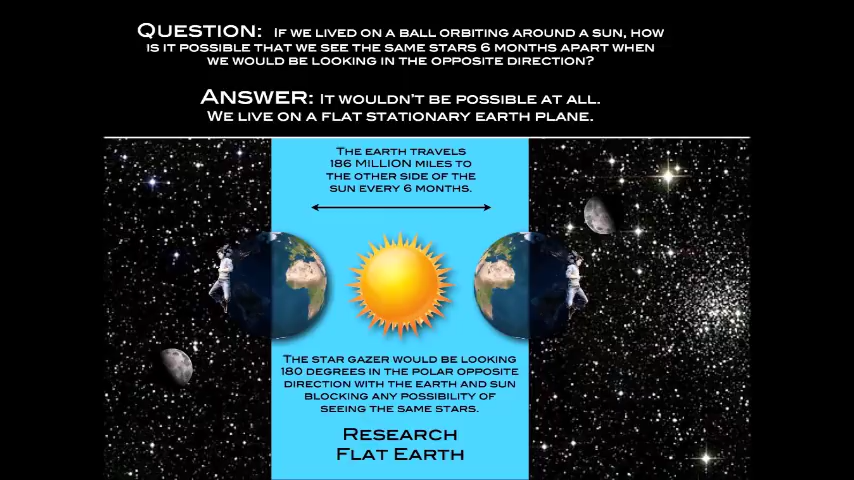 QUESTION: IF WE LIVED ON A BALL ORBITING AROUND A SUN, HOW
IS IT POSSIBLE THAT WE SEE THE SAME STARS 6 MONTHS APART WHEN
WE WOULD BE LOOKING IN THE OPPOSITE DIRECTION?
ANSWER: IT WOULDN'T BE POSSIBLE AT ALL.
WE LIVE ON A FLAT STATIONARY EARTH PLANE.
THE EARTH TRAVELS
186 MILLION MILES TO
THE OTHER SIDE OF THE
SUN EVERY 6 MONTHS.
THE STAR GAZER WOULD BE LOOKING
180 DEGREES IN THE POLAR OPPOSITE
DIRECTION WITH THE EARTH AND SUN
BLOCKING ANY POSSIBILITY OF
SEEING THE SAME STARS.
RESEARCH
FLAT EARTH